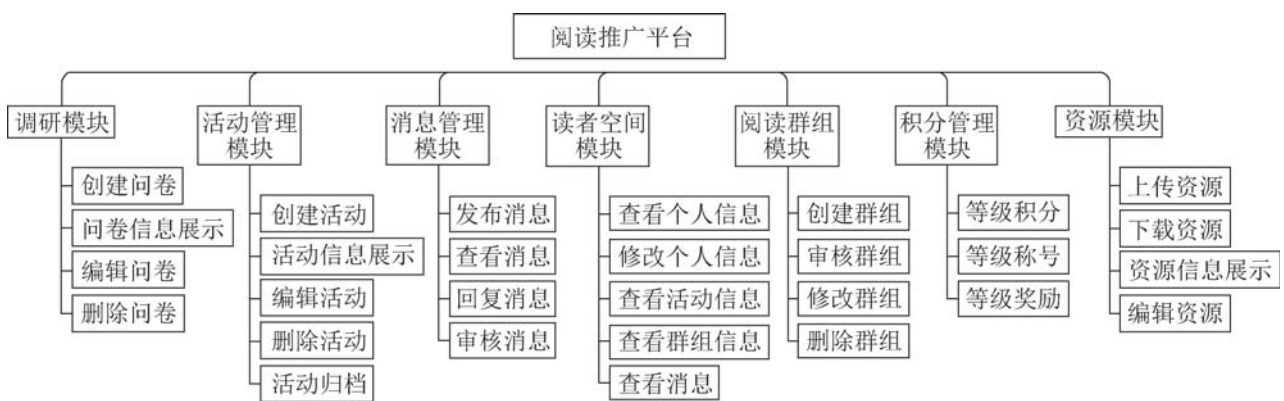 阅读推广平台
调研模块
创建问卷
问卷信息展示
编辑问卷
删除问卷
活动管理
模块
创建活动
活动信息展示
编辑活动
删除活动
活动归档
消息管理
模块
发布消息
查看消息
回复消息
审核消息
读者空间
模块
查看个人信息
修改个人信息
查看活动信息
查看群组信息
查看消息
阅读群组
模块
创建群组
审核群组
修改群组
删除群组
积分管理
模块
等级积分
等级称号
等级奖励
资源模块
上传资源
下载资源
资源信息展示
编辑资源